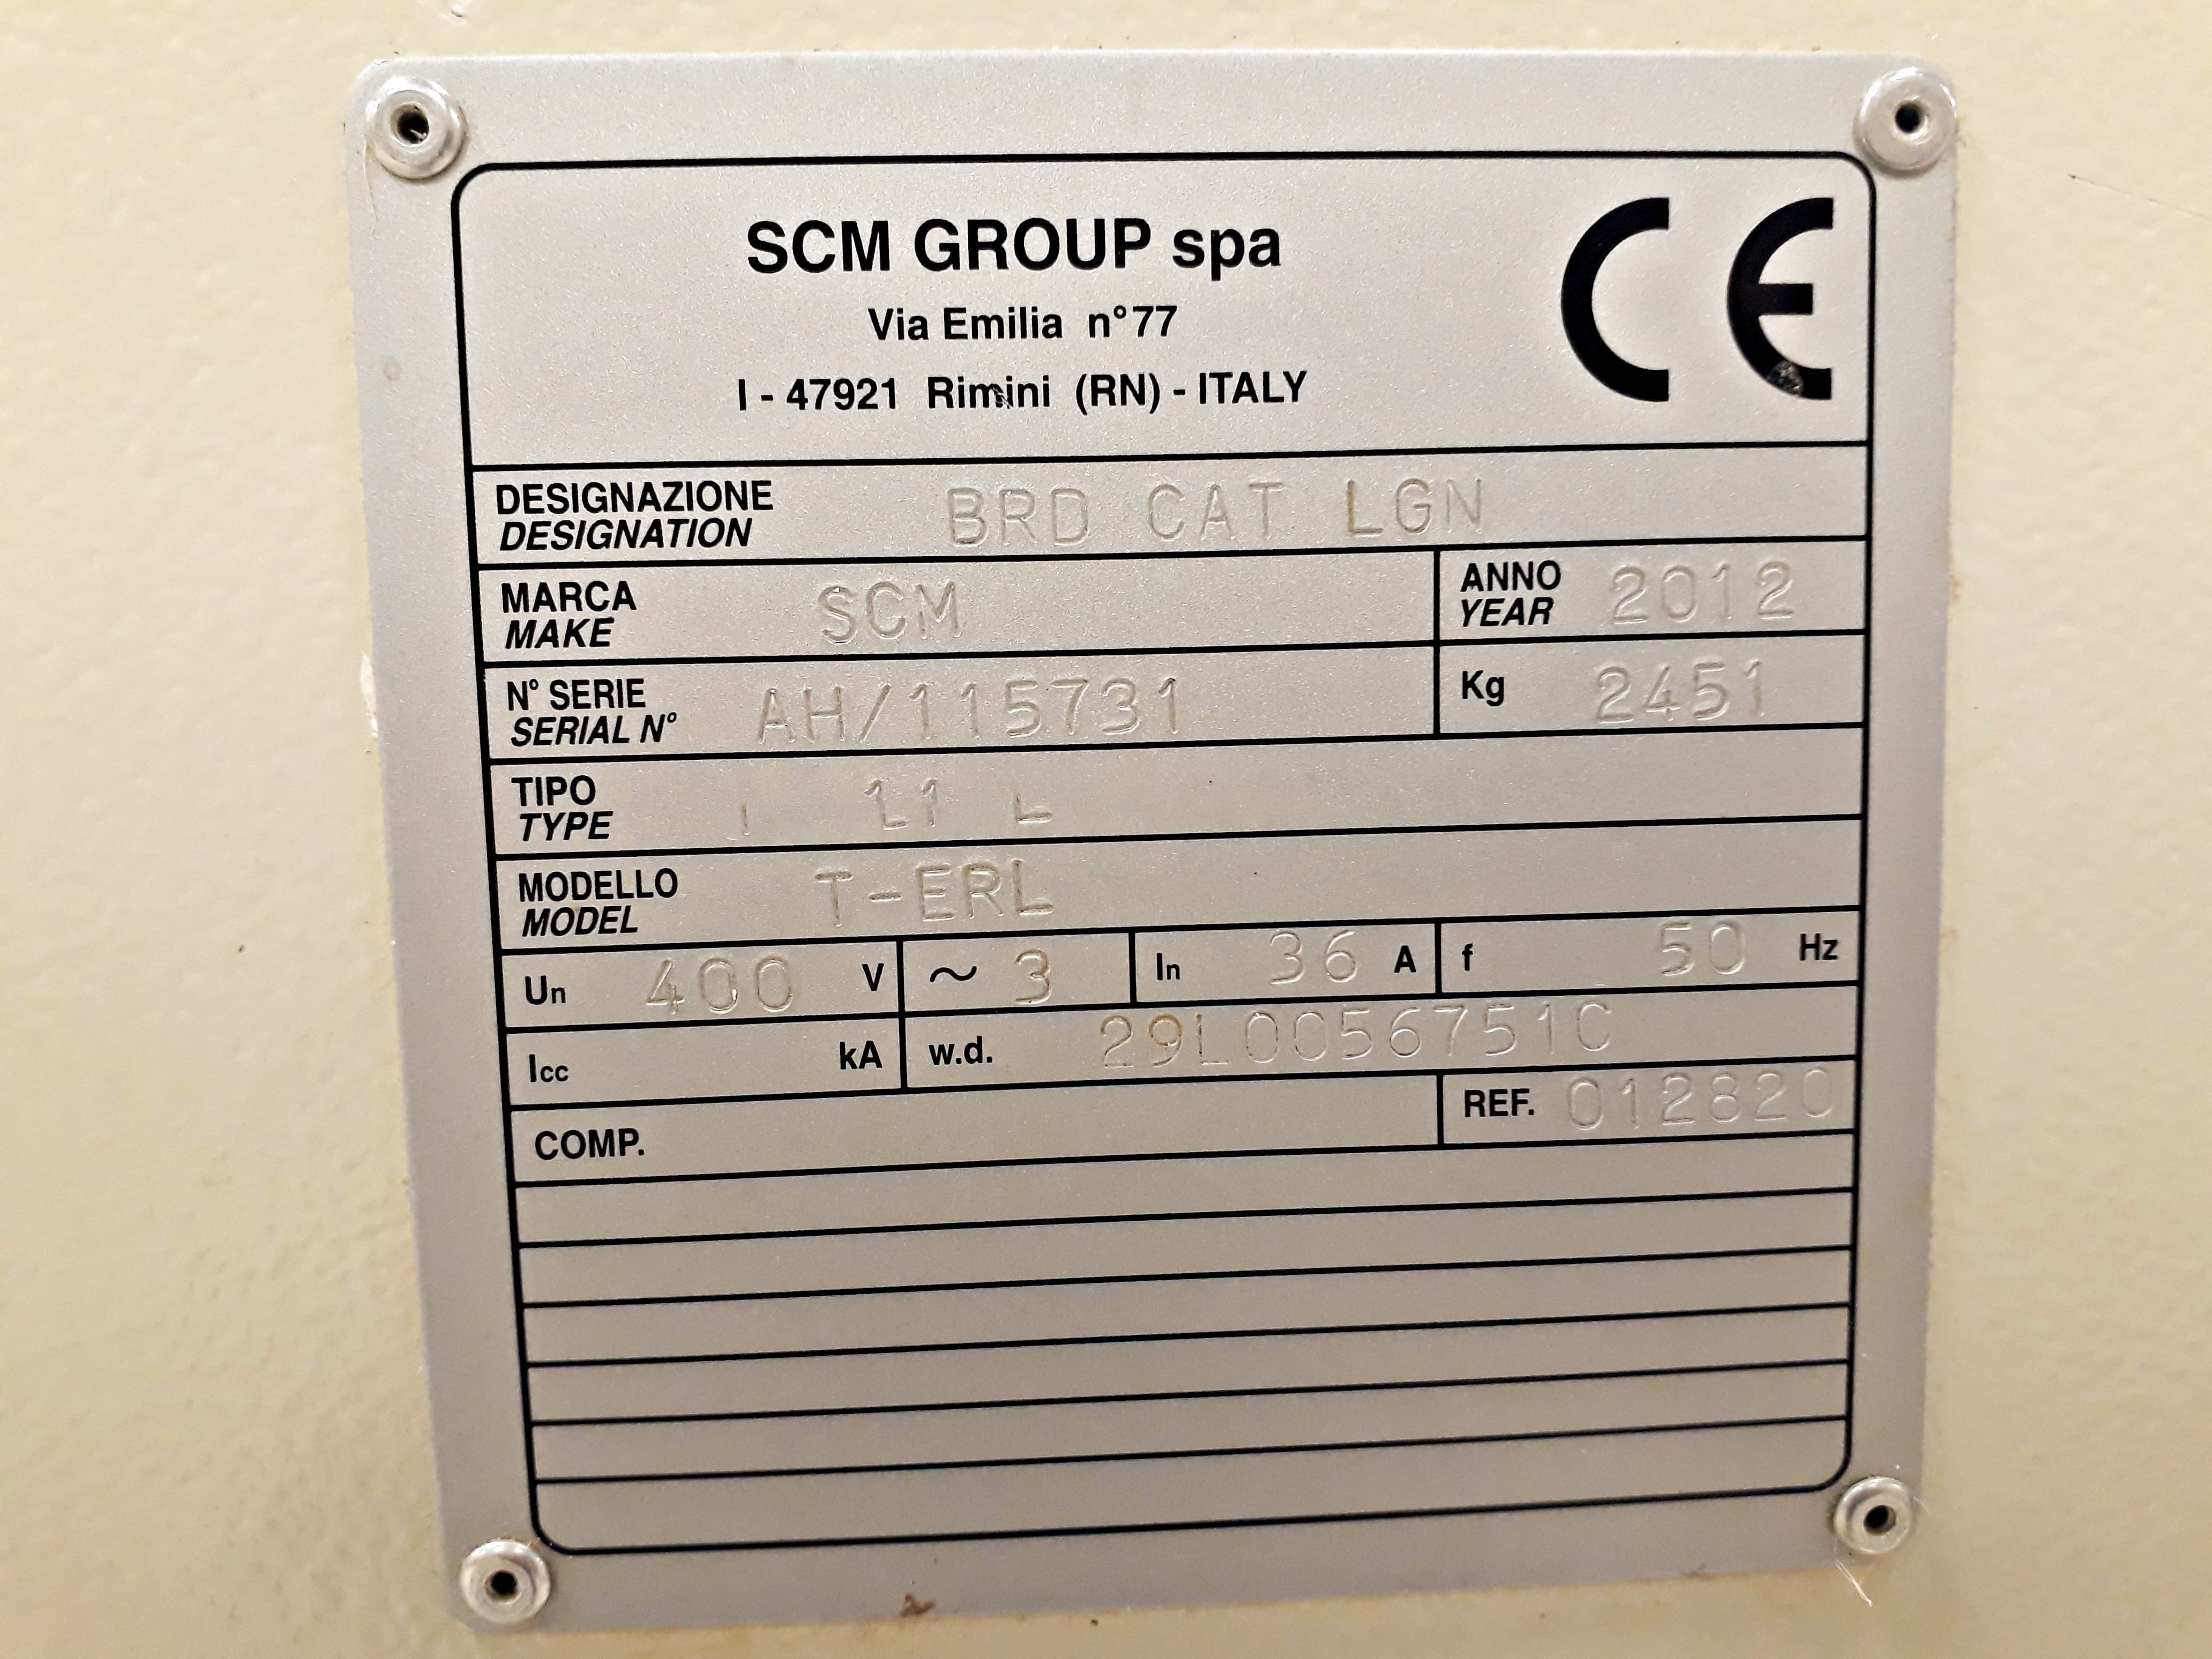 SCM GROUP spa
Via Emilia n°77
I - 47921 Rimini (RN) - ITALY
CE
DESIGNAZIONE
DESIGNATION
BRD CAT LGN
MARCA
MAKE
SCM
ANNO
YEAR
2012
N° SERIE
SERIAL N°
AH/115731
Kg 2451
TIPO
TYPE
MODELLO
MODEL
T-ERL
Un 400 V
~ 3
In 36 A
f 50 Hz
Icc kA
w.d. 29L0056751C
COMP.
REF. 012820